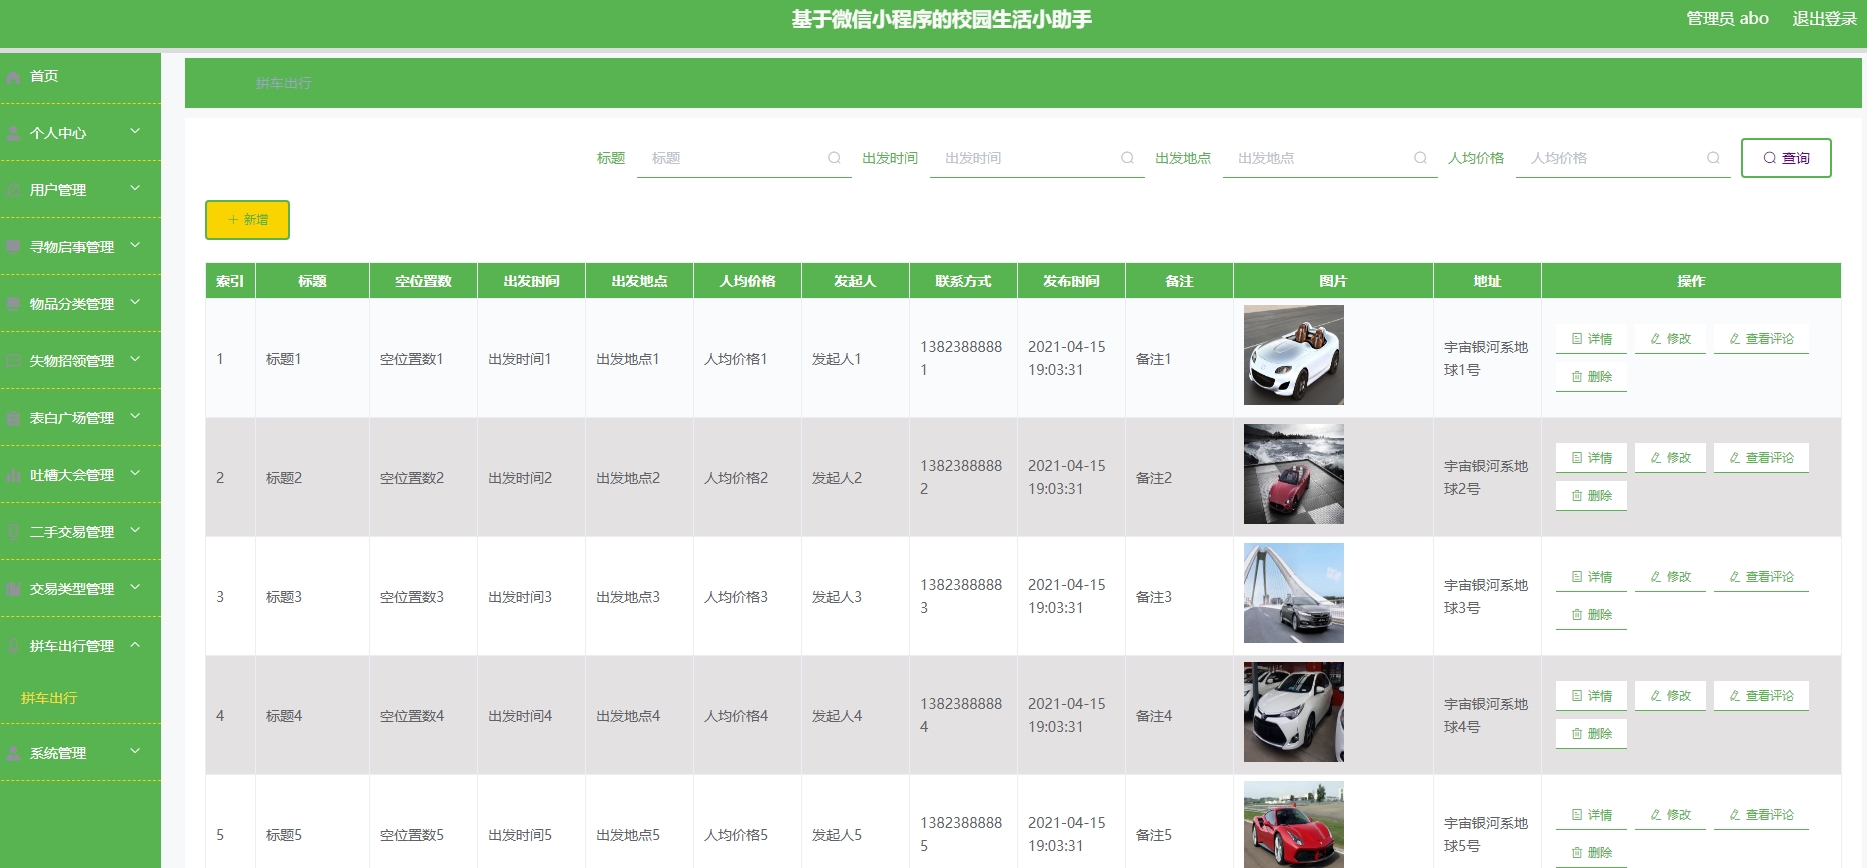 基于微信小程序的校园生活小助手
管理员 abo 退出登录
首页
个人中心
用户管理
寻物启事管理
物品分类管理
失物招领管理
表白广场管理
吐槽大会管理
二手交易管理
交易类型管理
拼车出行管理
拼车出行
系统管理
拼车出行
标题 标题 出发时间 出发时间 出发地点 出发地点 人均价格 人均价格 查询
+ 新增
索引 标题 空位置数 出发时间 出发地点 人均价格 发起人 联系方式 发布时间 备注 图片 地址 操作
1 标题1 空位置数1 出发时间1 出发地点1 人均价格1 发起人1 13823888881 2021-04-15 19:03:31 备注1 宇宙银河系地球1号 详情 修改 查看评论 删除
2 标题2 空位置数2 出发时间2 出发地点2 人均价格2 发起人2 13823888882 2021-04-15 19:03:31 备注2 宇宙银河系地球2号 详情 修改 查看评论 删除
3 标题3 空位置数3 出发时间3 出发地点3 人均价格3 发起人3 13823888883 2021-04-15 19:03:31 备注3 宇宙银河系地球3号 详情 修改 查看评论 删除
4 标题4 空位置数4 出发时间4 出发地点4 人均价格4 发起人4 13823888884 2021-04-15 19:03:31 备注4 宇宙银河系地球4号 详情 修改 查看评论 删除
5 标题5 空位置数5 出发时间5 出发地点5 人均价格5 发起人5 13823888885 2021-04-15 19:03:31 备注5 宇宙银河系地球5号 详情 修改 查看评论 删除